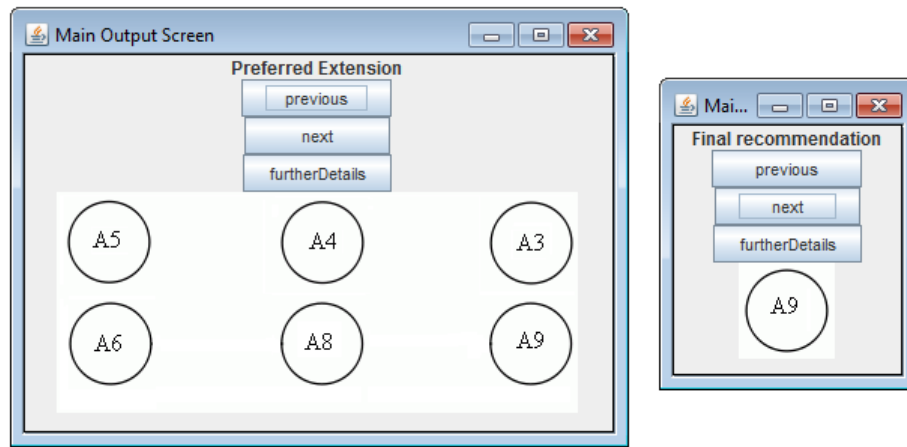 Main Output Screen
Preferred Extension
previous
next
furtherDetails
A5 A4 A3
A6 A8 A9
Mai...
Final recommendation
previous
next
furtherDetails
A9